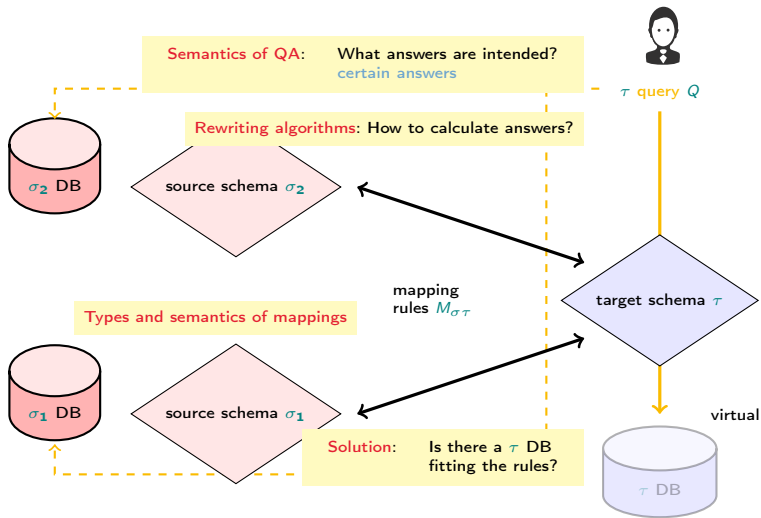 Semantics of QA: What answers are intended?
certain answers
τ query Q
Rewriting algorithms: How to calculate answers?
σ₂ DB
source schema σ₂
mapping
rules M_στ
target schema τ
Types and semantics of mappings
σ₁ DB
source schema σ₁
virtual
Solution: Is there a τ DB
fitting the rules?
τ DB